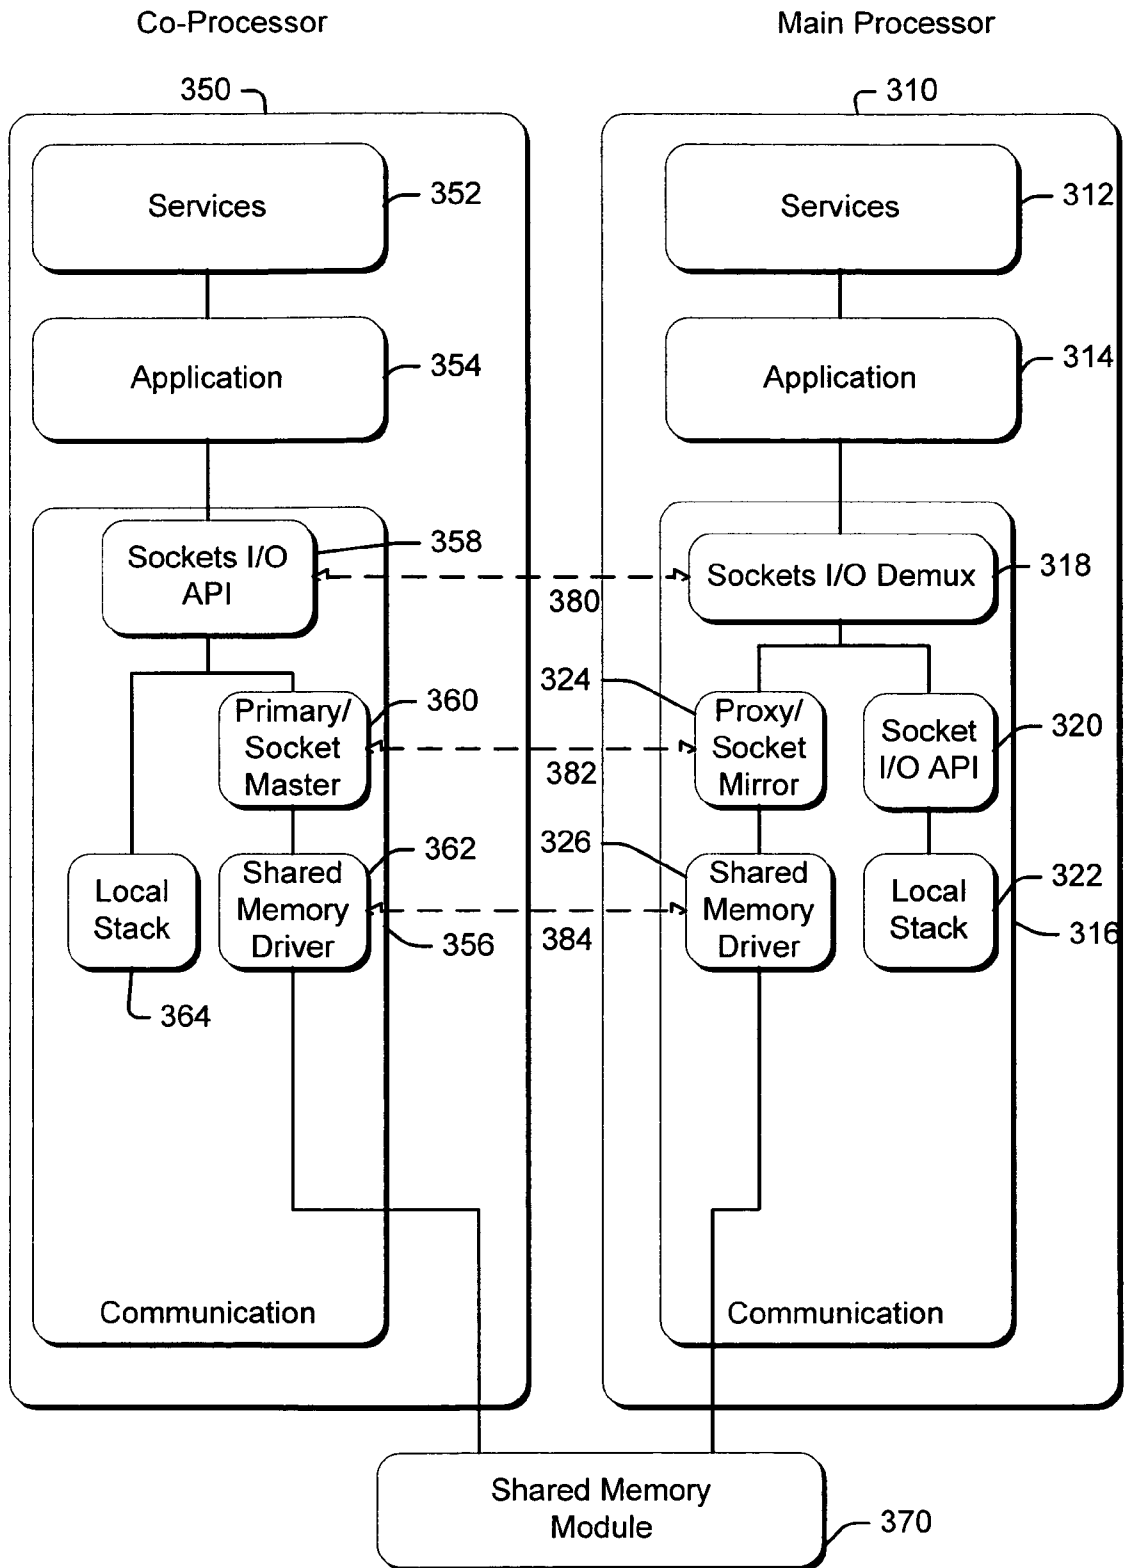 Co-Processor
Main Processor
350
310
Services
352
Services
312
Application
354
Application
314
Sockets I/O
API
358
380
Sockets I/O Demux
318
Primary/
Socket
Master
360
382
324
Proxy/
Socket
Mirror
Socket
I/O API
320
Local
Stack
364
Shared
Memory
Driver
362
356
384
326
Shared
Memory
Driver
Local
Stack
322
316
Communication
Communication
Shared Memory
Module
370